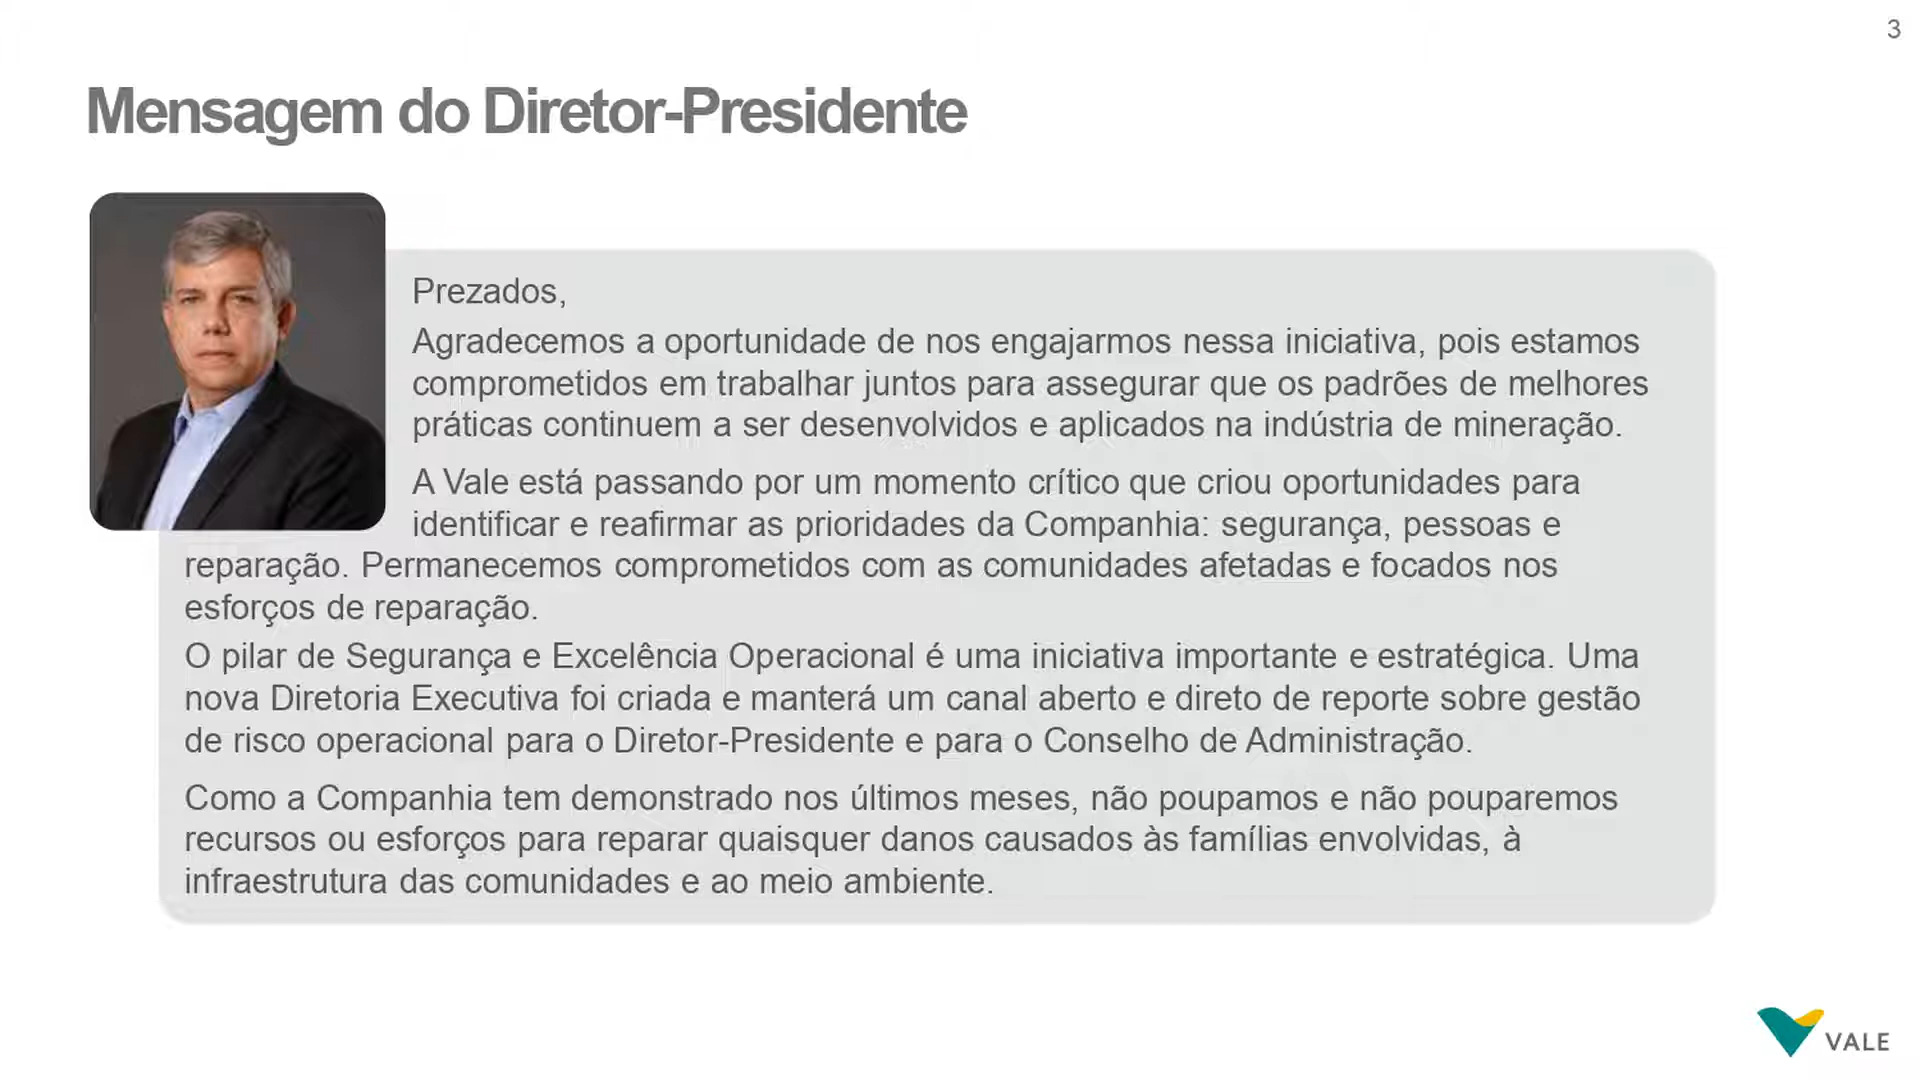 3
Mensagem do Diretor-Presidente
Prezados,
Agradecemos a oportunidade de nos engajarmos nessa iniciativa, pois estamos
comprometidos em trabalhar juntos para assegurar que os padrões de melhores
práticas continuem a ser desenvolvidos e aplicados na indústria de mineração.
A Vale está passando por um momento crítico que criou oportunidades para
identificar e reafirmar as prioridades da Companhia: segurança, pessoas e
reparação. Permanecemos comprometidos com as comunidades afetadas e focados nos
esforços de reparação.
O pilar de Segurança e Excelência Operacional é uma iniciativa importante e estratégica. Uma
nova Diretoria Executiva foi criada e manterá um canal aberto e direto de reporte sobre gestão
de risco operacional para o Diretor-Presidente e para o Conselho de Administração.
Como a Companhia tem demonstrado nos últimos meses, não poupamos e não pouparemos
recursos ou esforços para reparar quaisquer danos causados às famílias envolvidas, à
infraestrutura das comunidades e ao meio ambiente.
VALE